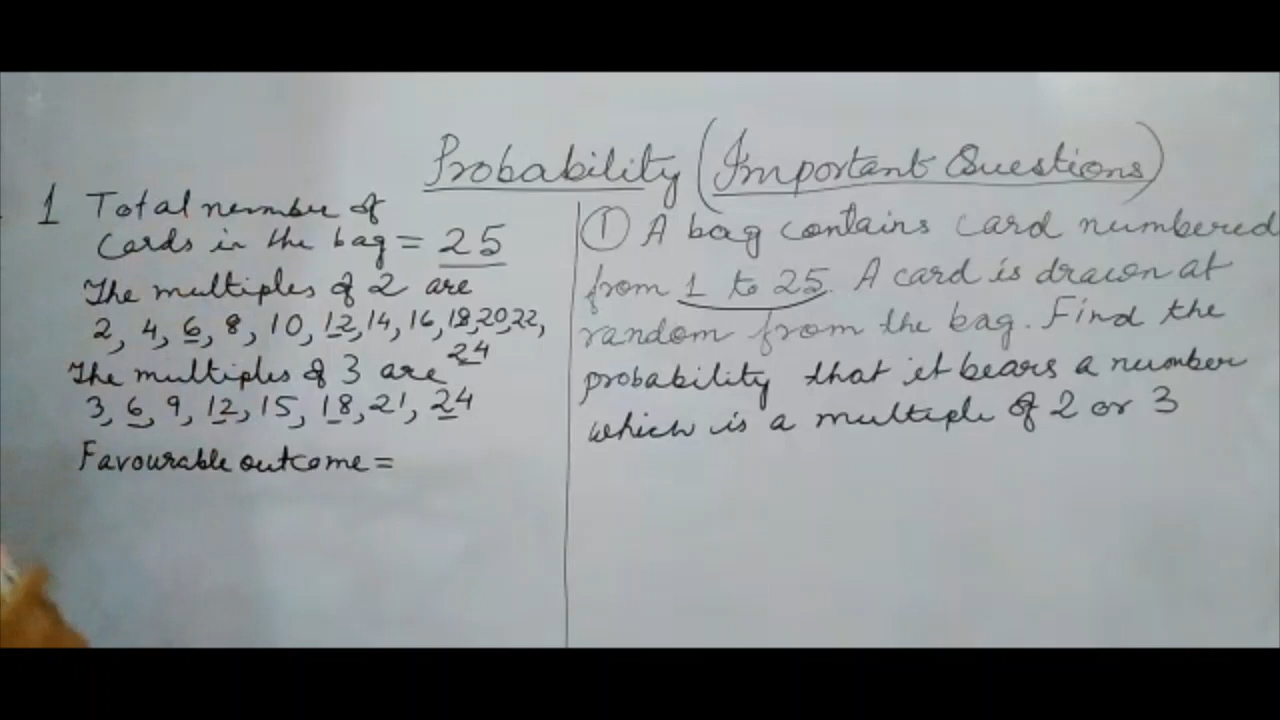 Probability (Important Questions)
1 Total number of
cards in the bag = 25
The multiples of 2 are
2, 4, 6, 8, 10, 12, 14, 16, 18, 20, 22,
24
The multiples of 3 are
3, 6, 9, 12, 15, 18, 21, 24
Favourable outcome =
① A bag contains card numbered
from 1 to 25. A card is drawn at
random from the bag. Find the
probability that it bears a number
which is a multiple of 2 or 3